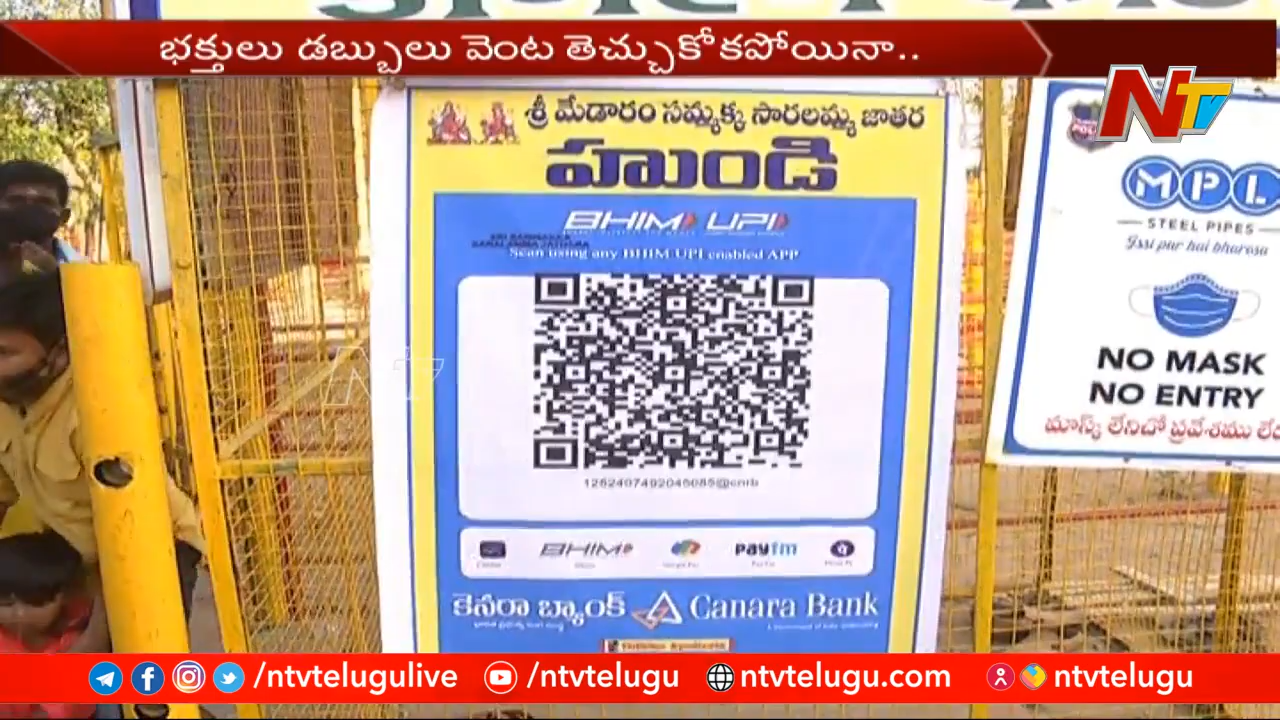 భక్తులు డబ్బులు వెంట తెచ్చుకోకపోయినా..
NTV
శ్రీ మేడారం సమ్మక్క సారలమ్మ జాతర
హుండి
BHIM UPI
Scan using any BHIM UPI enabled APP
BHIM
paytm
కెనరా బ్యాంక్ Canara Bank
MPL
STEEL PIPES
Issi par hai bharosa
NO MASK
NO ENTRY
మాస్క్ లేనిచో ప్రవేశము
/ntvtelugulive /ntvtelugu ntvtelugu.com ntvtelugu